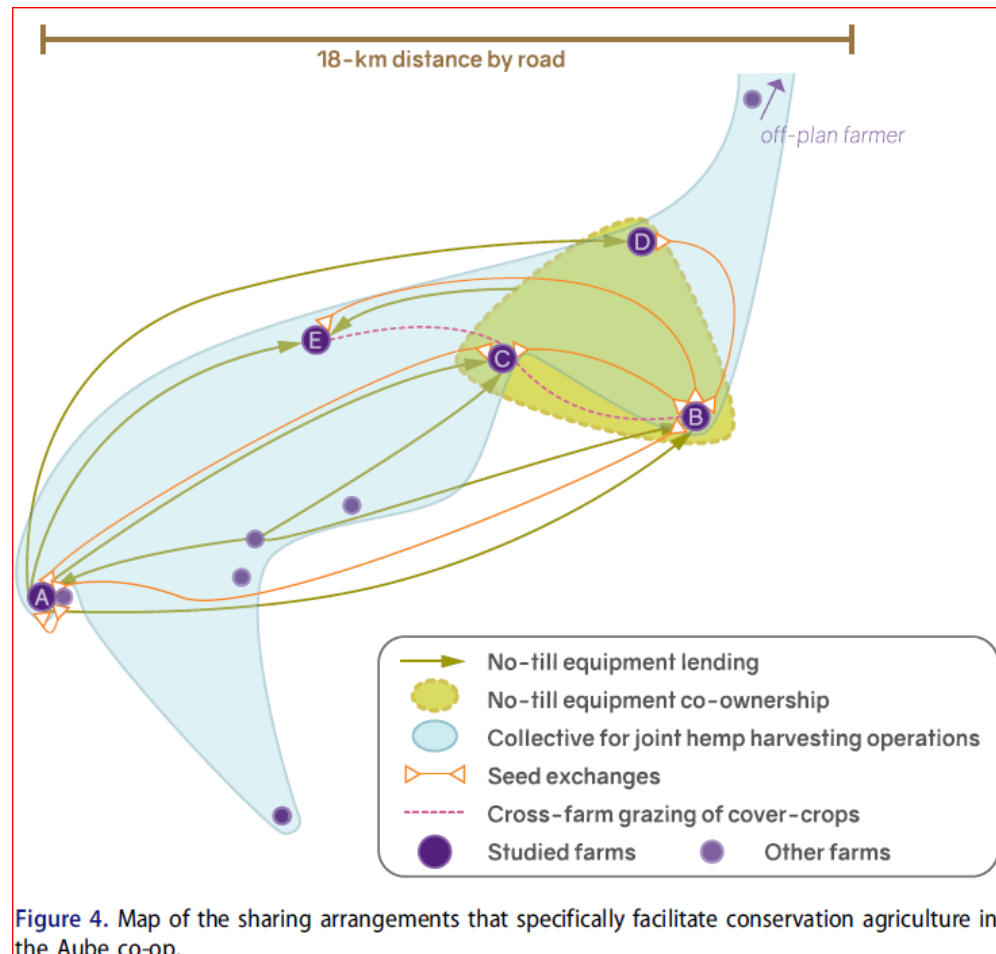 18-km distance by road
off-plan farmer
D
E
C
B
A
No-till equipment lending
No-till equipment co-ownership
Collective for joint hemp harvesting operations
Seed exchanges
Cross-farm grazing of cover-crops
Studied farms Other farms
Figure 4. Map of the sharing arrangements that specifically facilitate conservation agriculture in
the Aube co-op.